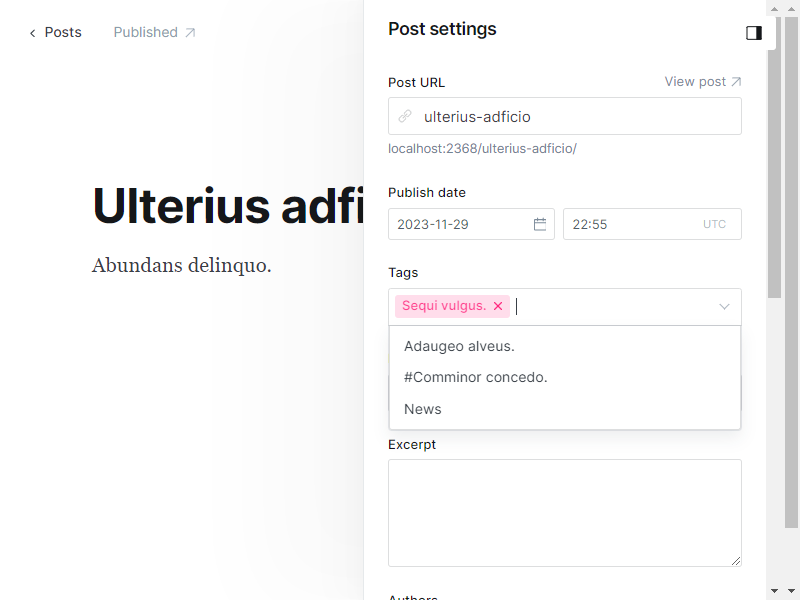 Posts
Published
Ulterius adfi
Abundans delinquo.
Post settings
Post URL
View post
ulterius-adficio
localhost:2368/ulterius-adficio/
Publish date
2023-11-29
22:55
UTC
Tags
Sequi vulgus.
Adaugeo alveus.
#Comminor concedo.
News
Excerpt
Authors